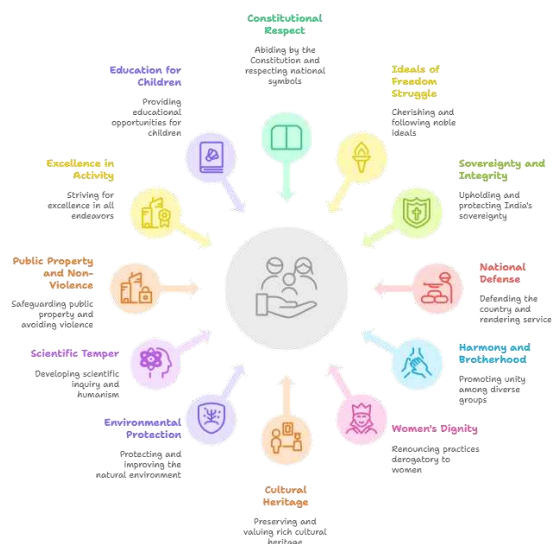 Constitutional
Respect
Abiding by the
Constitution and
respecting national
symbols
Ideals of
Freedom
Struggle
Cherishing and
following noble
ideals
Sovereignty and
Integrity
Upholding and
protecting India's
sovereignty
National
Defense
Defending the
country and
rendering service
Harmony and
Brotherhood
Promoting unity
among diverse
groups
Women's Dignity
Renouncing practices
derogatory to
women
Cultural
Heritage
Preserving and
valuing rich cultural
heritage
Environmental
Protection
Protecting and
improving the
natural environment
Scientific Temper
Developing scientific
inquiry and
humanism
Public Property
and Non-
Violence
Safeguarding public
property and
avoiding violence
Excellence in
Activity
Striving for
excellence in all
endeavors
Education for
Children
Providing
educational
opportunities for
children